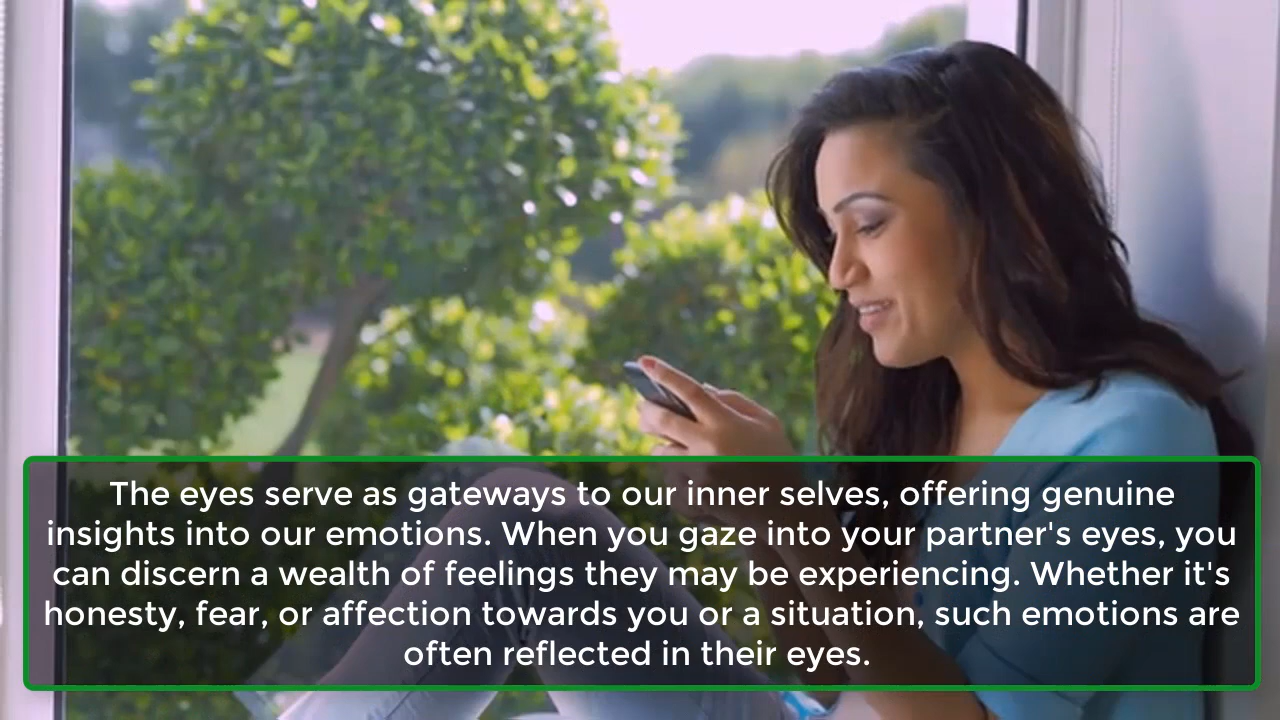 The eyes serve as gateways to our inner selves, offering genuine
insights into our emotions. When you gaze into your partner's eyes, you
can discern a wealth of feelings they may be experiencing. Whether it's
honesty, fear, or affection towards you or a situation, such emotions are
often reflected in their eyes.